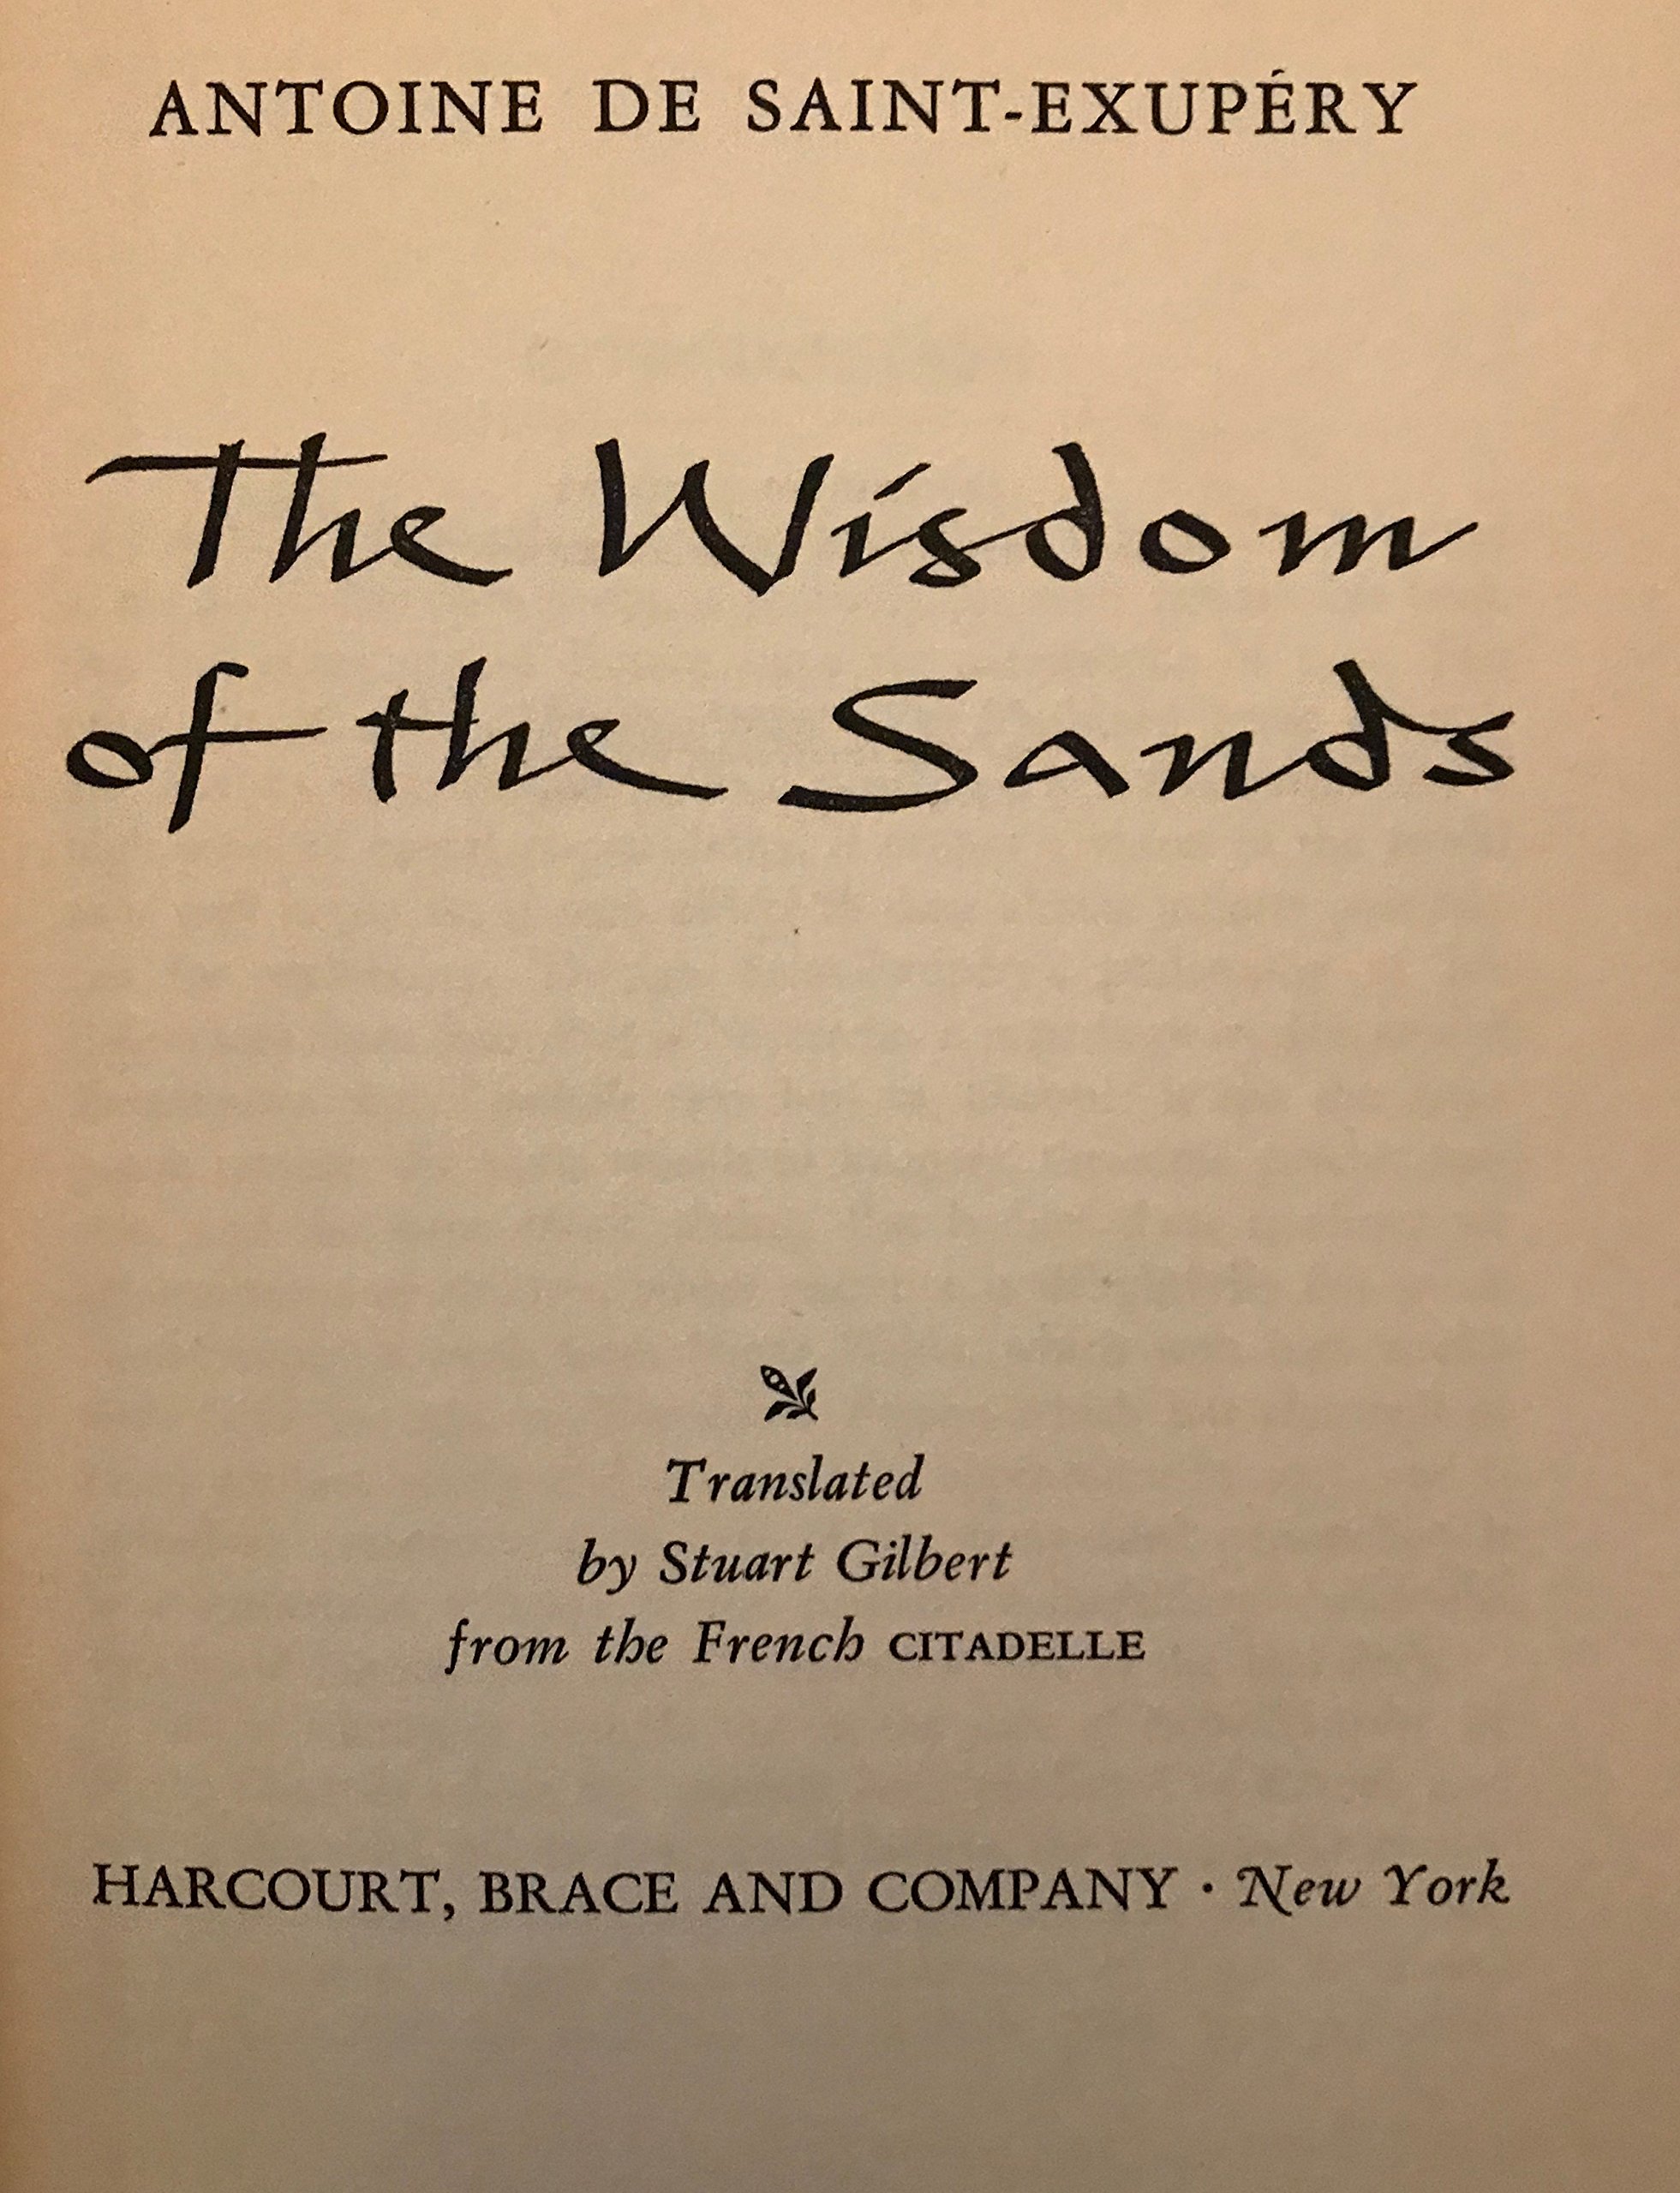 ANTOINE DE SAINT-EXUPÉRY
The Wisdom
of the Sands
Translated
by Stuart Gilbert
from the French CITADELLE
HARCOURT, BRACE AND COMPANY · New York